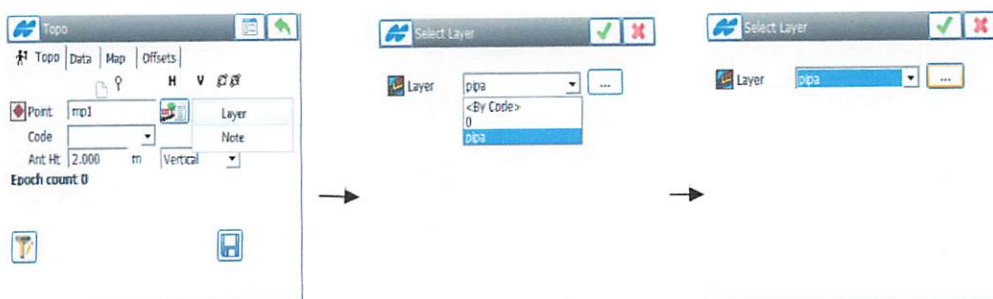 Topo
Topo Data Map Offsets
H V
Point mp1 Layer
Code Note
Ant Ht 2.000 m Vertical
Epoch count 0
Select Layer
Layer pipa ...
<By Code>
0
pipa
Select Layer
Layer pipa ...